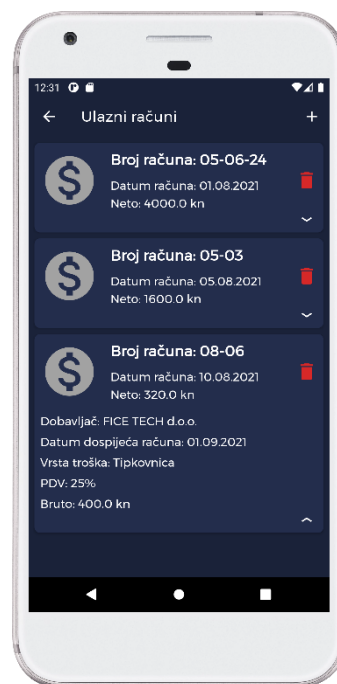 12:31
Ulazni računi
Broj računa: 05-06-24
Datum računa: 01.08.2021
Neto: 4000.0 kn
Broj računa: 05-03
Datum računa: 05.08.2021
Neto: 1600.0 kn
Broj računa: 08-06
Datum računa: 10.08.2021
Neto: 320.0 kn
Dobavljač: FICE TECH d.o.o.
Datum dospijeća računa: 01.09.2021
Vrsta troška: Tipkovnica
PDV: 25%
Bruto: 400.0 kn